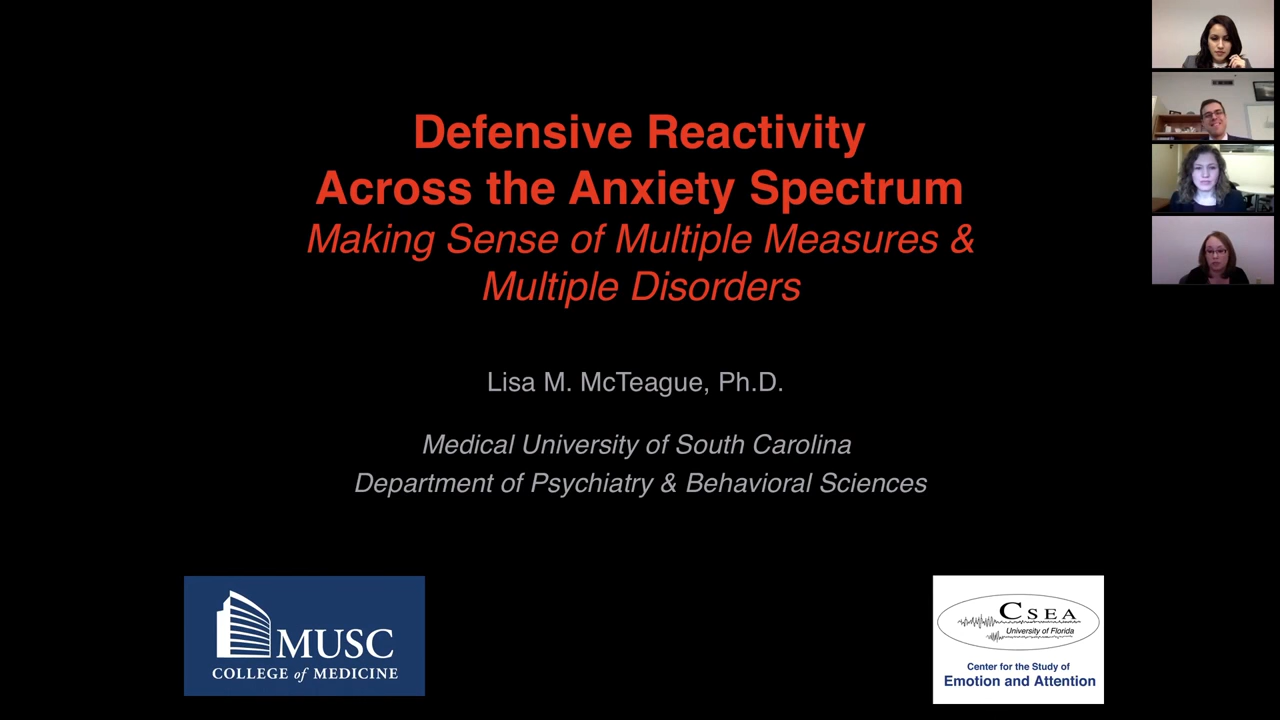 Defensive Reactivity
Across the Anxiety Spectrum
Making Sense of Multiple Measures &
Multiple Disorders
Lisa M. McTeague, Ph.D.
Medical University of South Carolina
Department of Psychiatry & Behavioral Sciences
MUSC
COLLEGE of MEDICINE
CSEA
University of Florida
Center for the Study of
Emotion and Attention